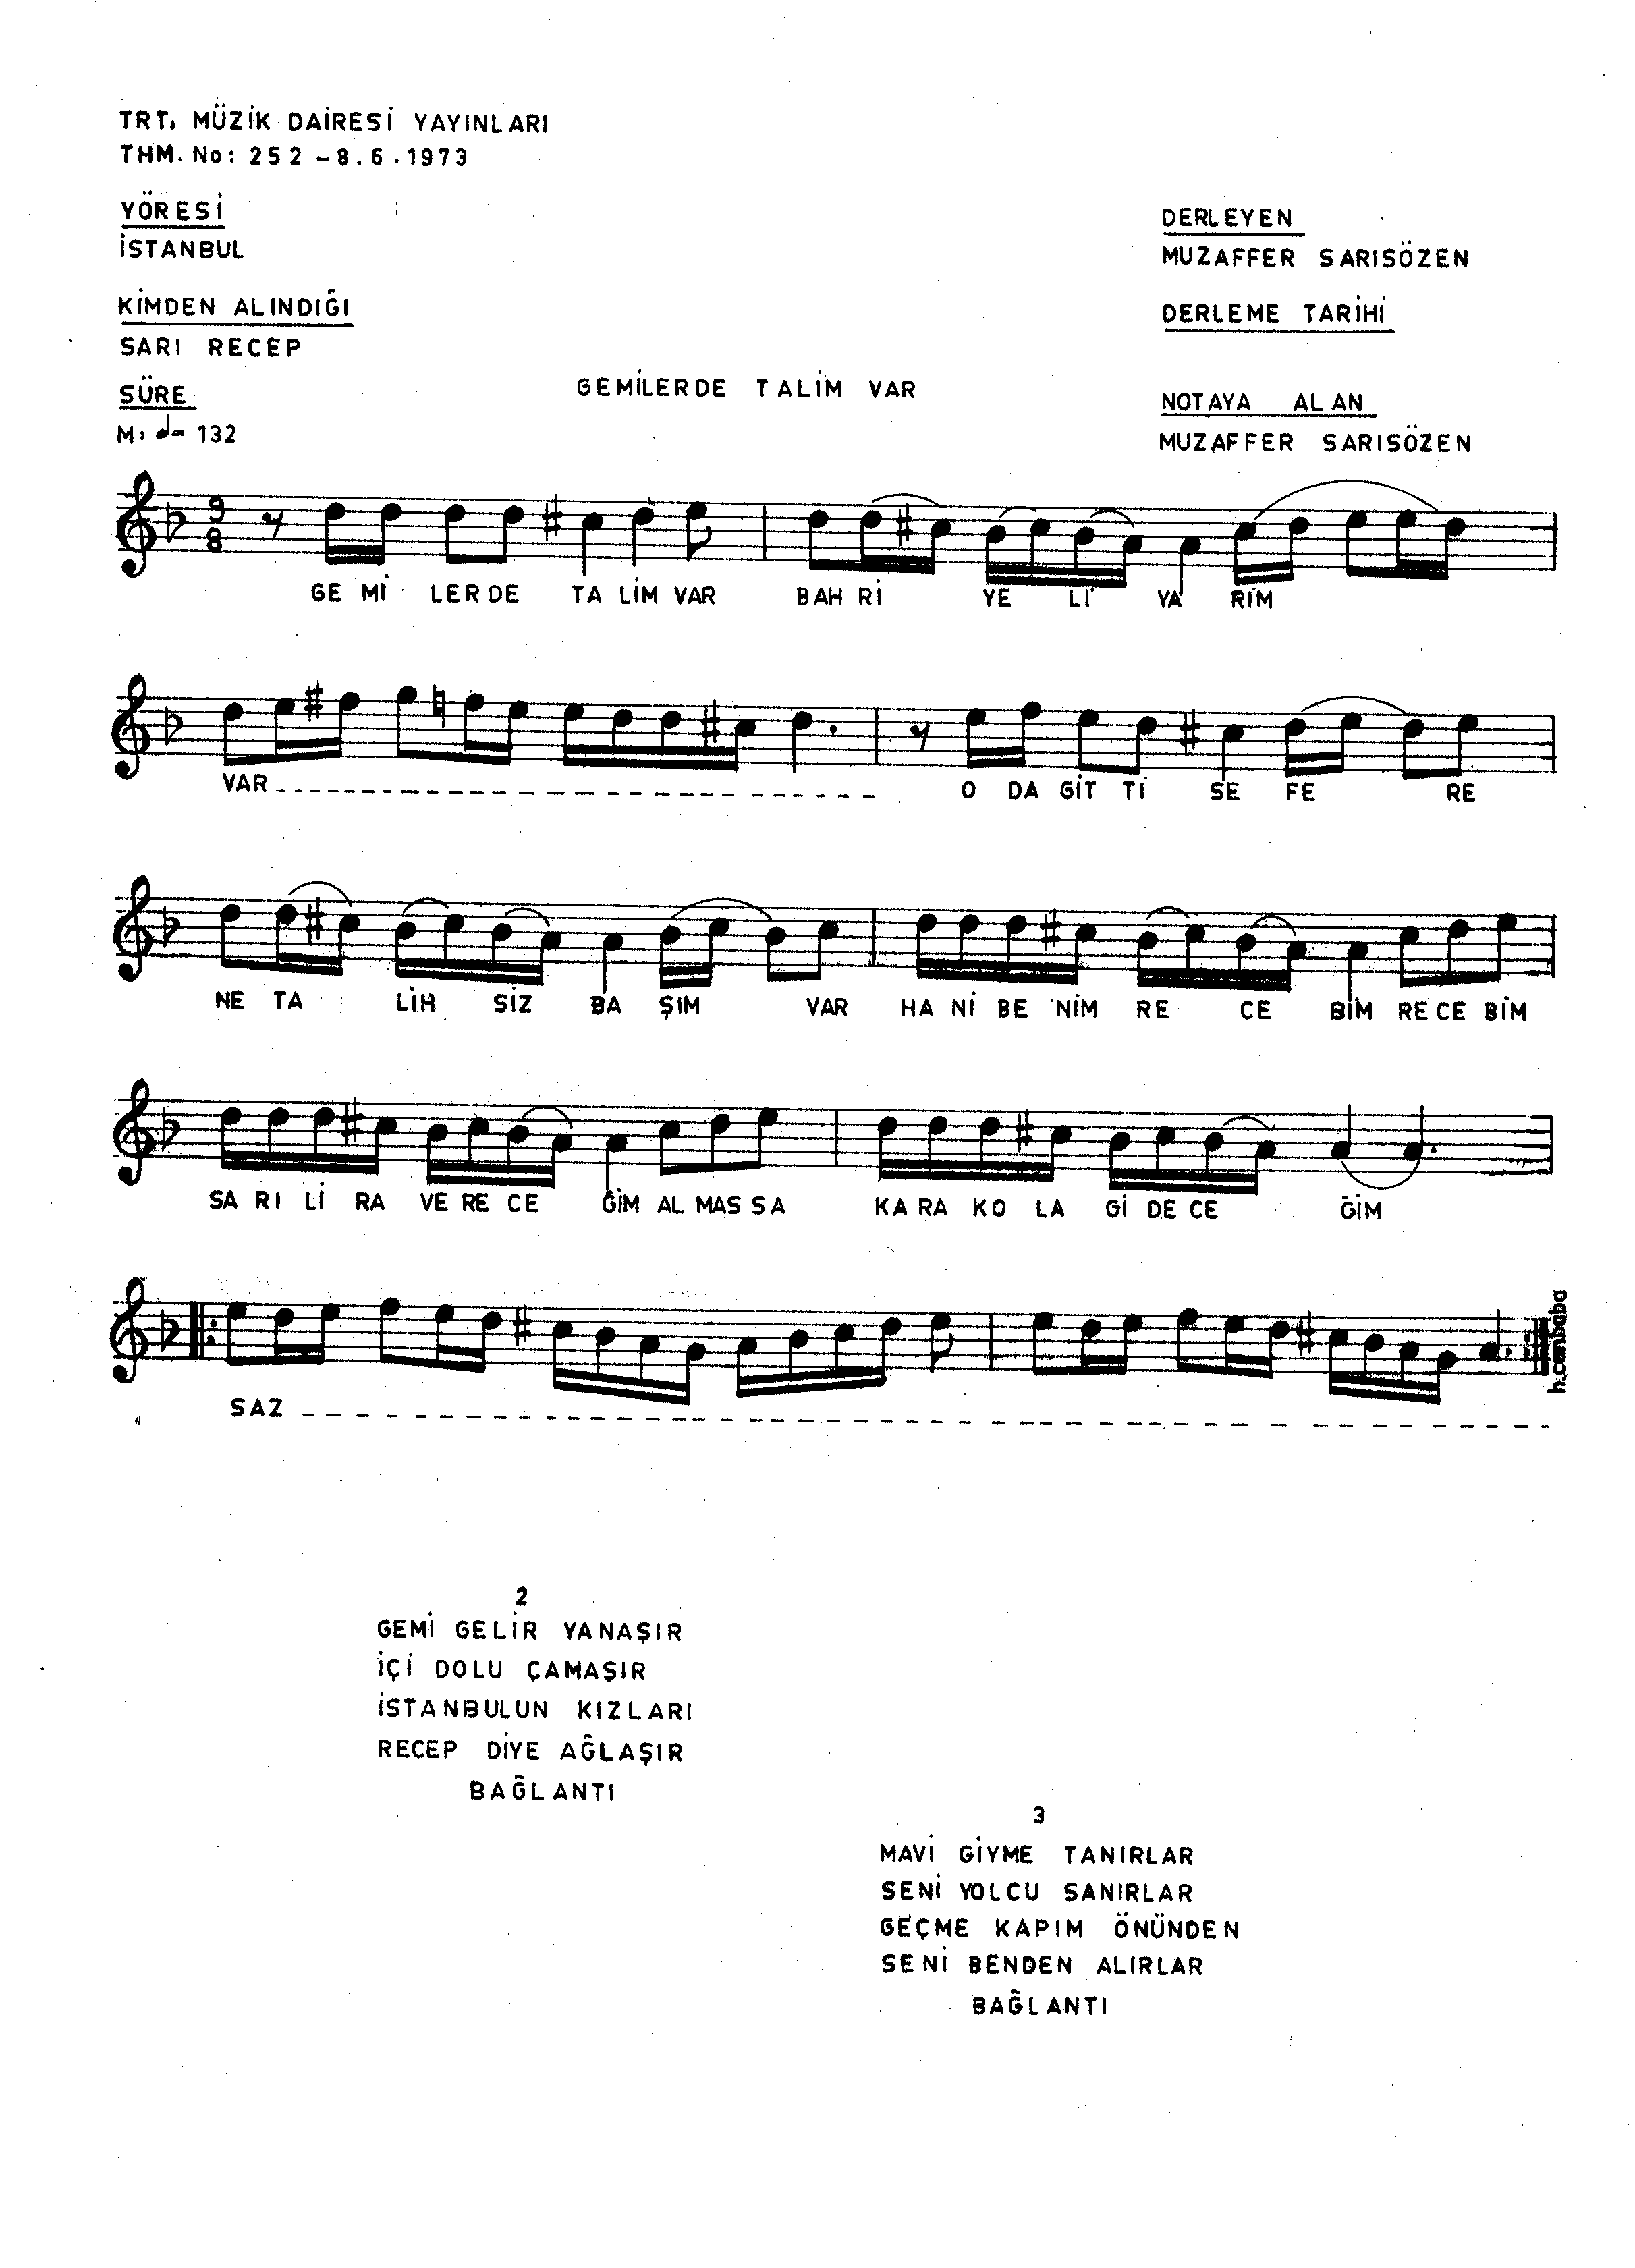 TRT. MÜZİK DAİRESİ YAYINLARI
THM. No: 252 – 8.6.1973
YÖRESİ
İSTANBUL
DERLEYEN
MUZAFFER SARISÖZEN
KİMDEN ALINDIĞI
SARI RECEP
DERLEME TARİHİ
SÜRE
M: ♩= 132
GEMİLERDE TALİM VAR
NOTAYA ALAN
MUZAFFER SARISÖZEN
9
8
GE Mİ LER DE TA LİM VAR BAH Rİ YE Lİ YA RİM
VAR O DA GİT Tİ SE FE RE
NE TA LİH SİZ BA ŞIM VAR HA Nİ BE NİM RE CE BİM RE CE BİM
SA RI Lİ RA VE RE CE ĞİM AL MAS SA KA RA KO LA Gİ DE CE ĞİM
h.canbaba
SAZ
2
GEMİ GELİR YANAŞIR
İÇİ DOLU ÇAMAŞIR
İSTANBULUN KIZLARI
RECEP DİYE AĞLAŞIR
BAĞLANTI
3
MAVİ GİYME TANIRLAR
SENİ YOLCU SANIRLAR
GEÇME KAPIM ÖNÜNDEN
SENİ BENDEN ALIRLAR
BAĞLANTI